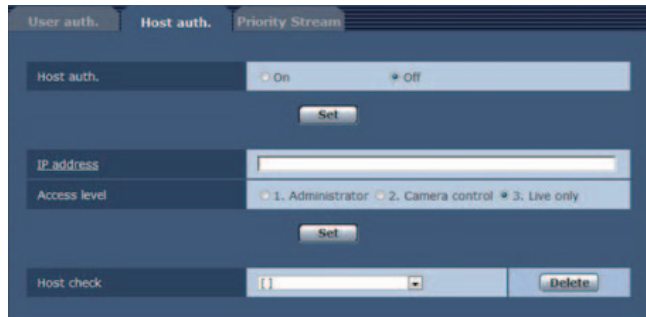 User auth. Host auth. Priority Stream
Host auth. On Off
Set
IP address
Access level 1. Administrator 2. Camera control 3. Live only
Set
Host check [ ] Delete